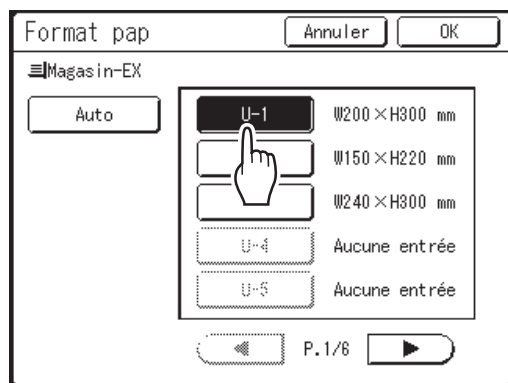 Format pap Annuler OK
Magasin-EX
Auto U-1 W200×H300 mm
W150×H220 mm
W240×H300 mm
U-4 Aucune entrée
U-5 Aucune entrée
P.1/6